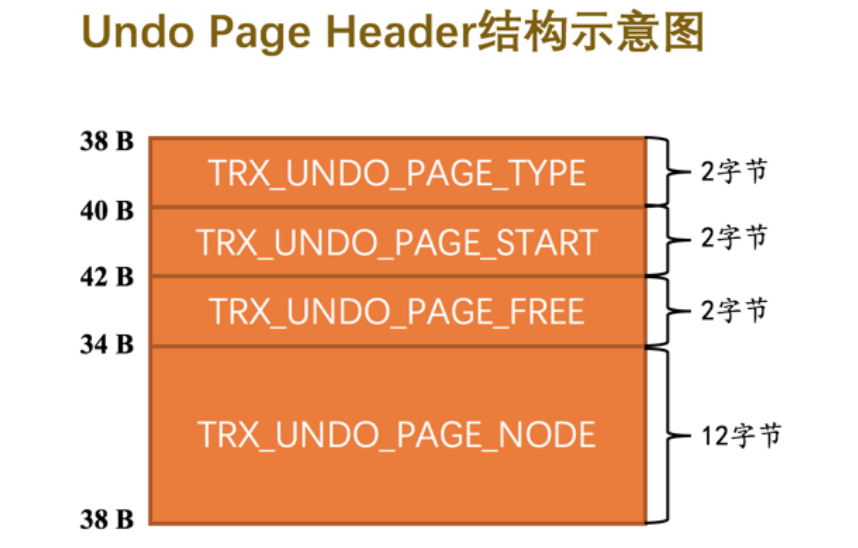 Undo Page Header结构示意图
38 B
TRX_UNDO_PAGE_TYPE
2字节
40 B
TRX_UNDO_PAGE_START
2字节
42 B
TRX_UNDO_PAGE_FREE
2字节
34 B
TRX_UNDO_PAGE_NODE
12字节
38 B